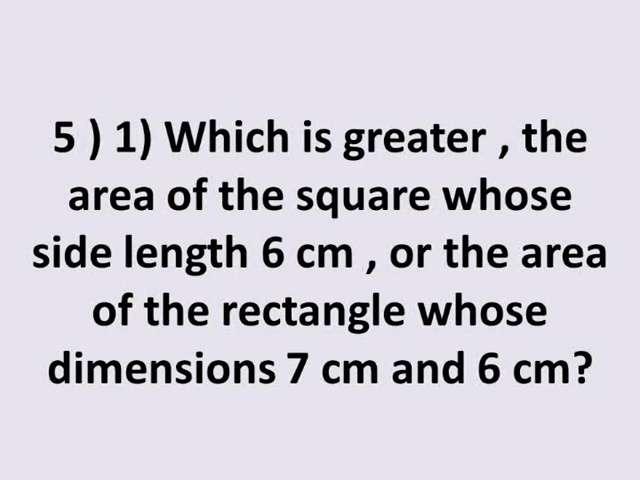 5 ) 1) Which is greater , the
area of the square whose
side length 6 cm , or the area
of the rectangle whose
dimensions 7 cm and 6 cm?